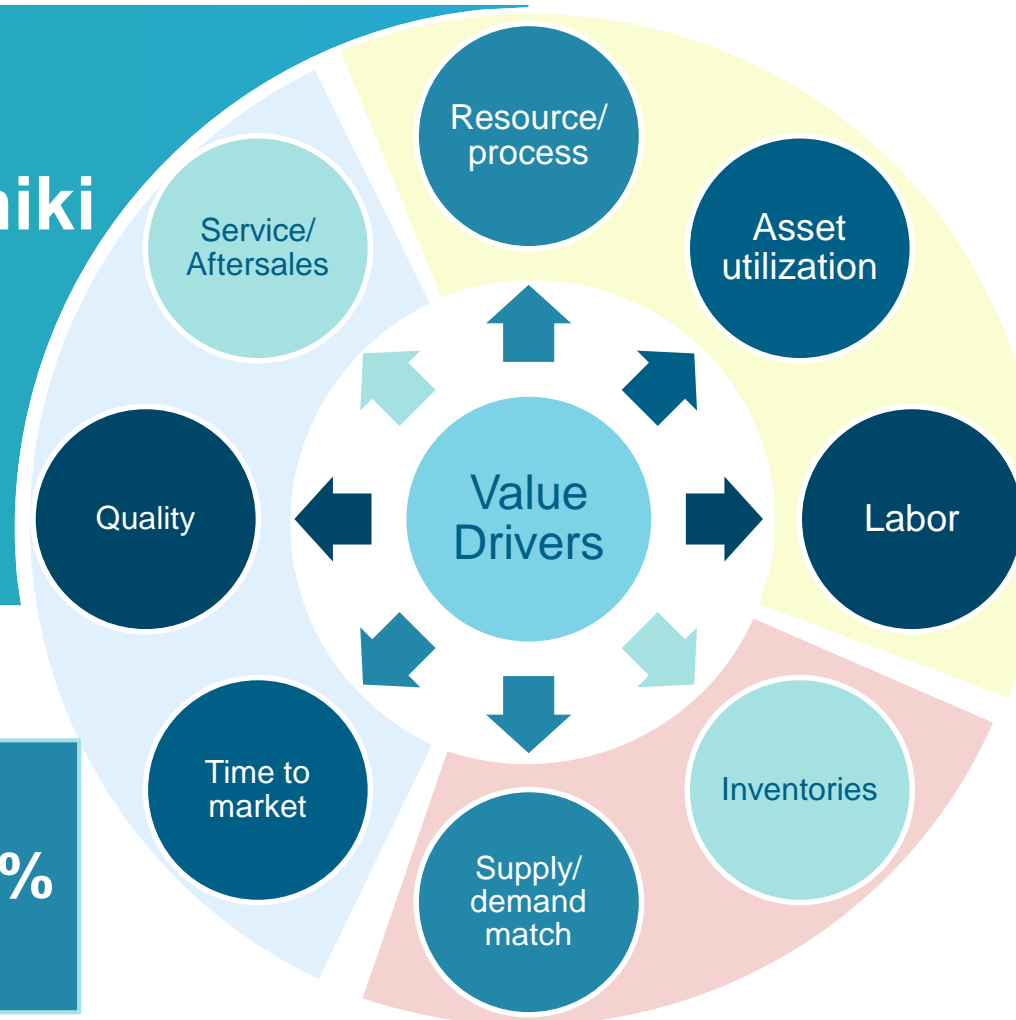 niki
Resource/
process
Asset
utilization
Labor
Inventories
Supply/
demand
match
Time to
market
Quality
Service/
Aftersales
Value
Drivers
%